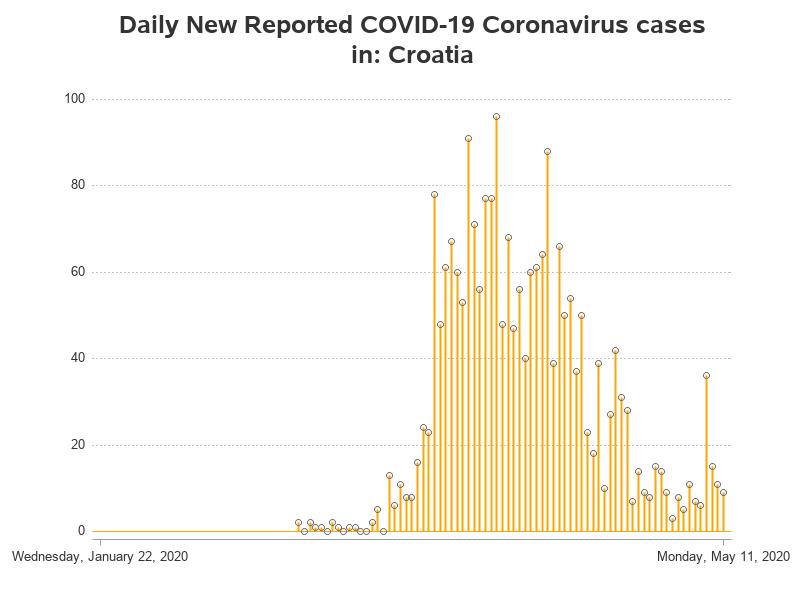 Daily New Reported COVID-19 Coronavirus cases
in: Croatia
100
80
60
40
20
0
Wednesday, January 22, 2020
Monday, May 11, 2020